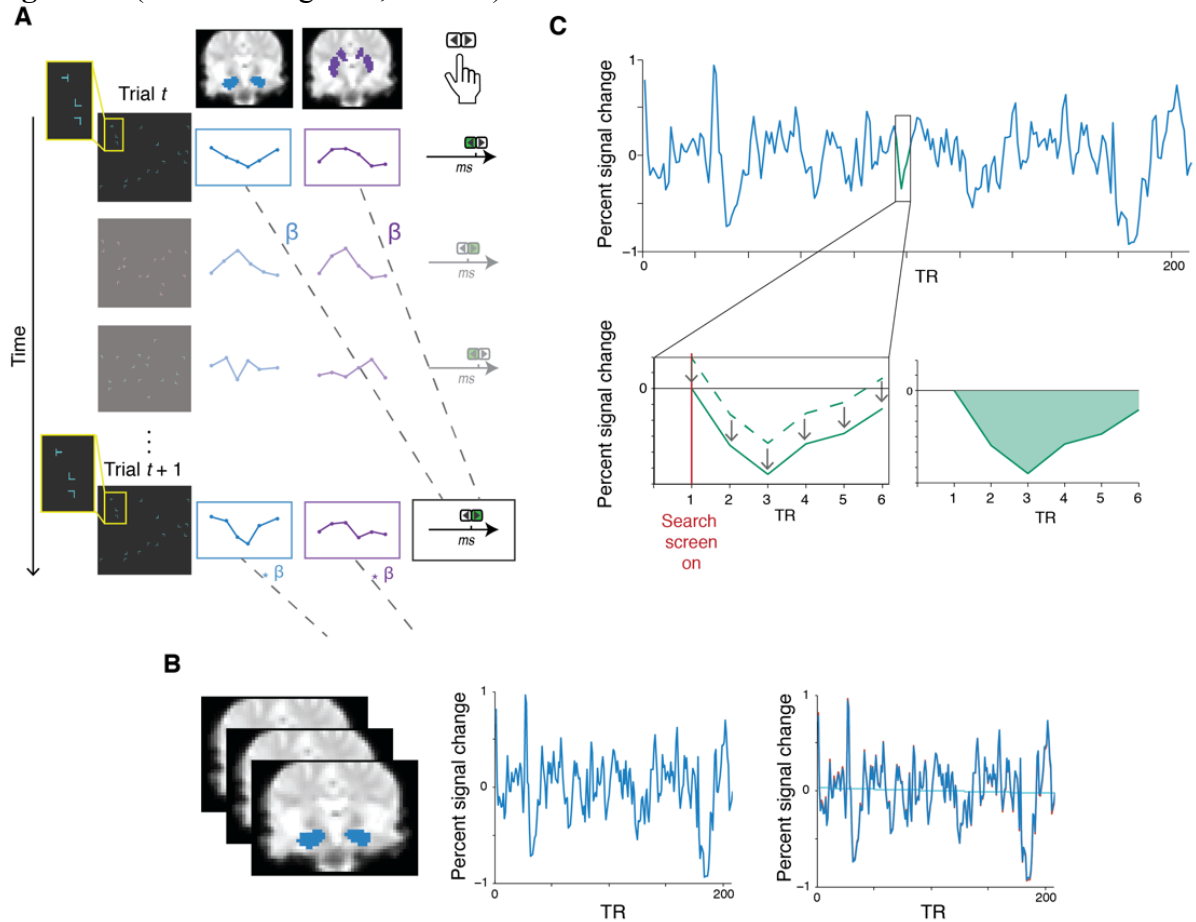 A
Trial t
ms
β
β
ms
ms
Time
Trial t + 1
ms
* β
* β
C
Percent signal change
1
0
−1
0
200
TR
Percent signal change
0
1
2
3
4
5
6
TR
Search
screen
on
Percent signal change
0
1
2
3
4
5
6
TR
B
Percent signal change
1
0
−1
0
200
TR
Percent signal change
1
0
−1
0
200
TR